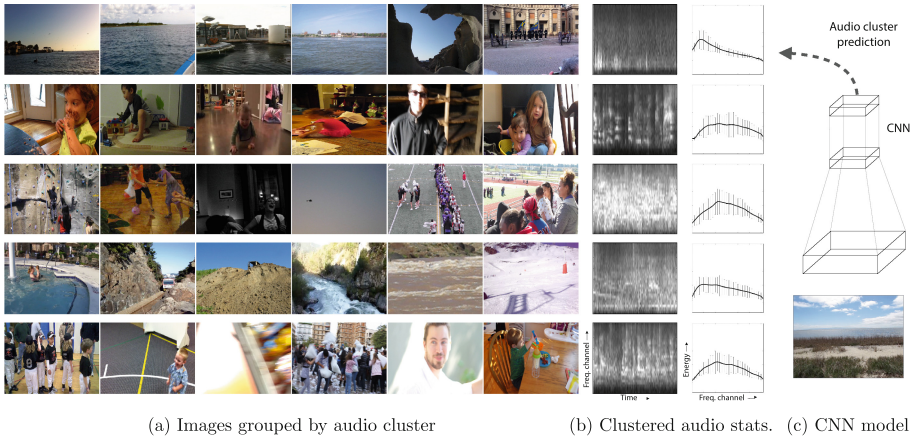 Audio cluster
prediction
CNN
Freq. channel
Time
Energy
Freq. channel
(a) Images grouped by audio cluster
(b) Clustered audio stats.
(c) CNN model